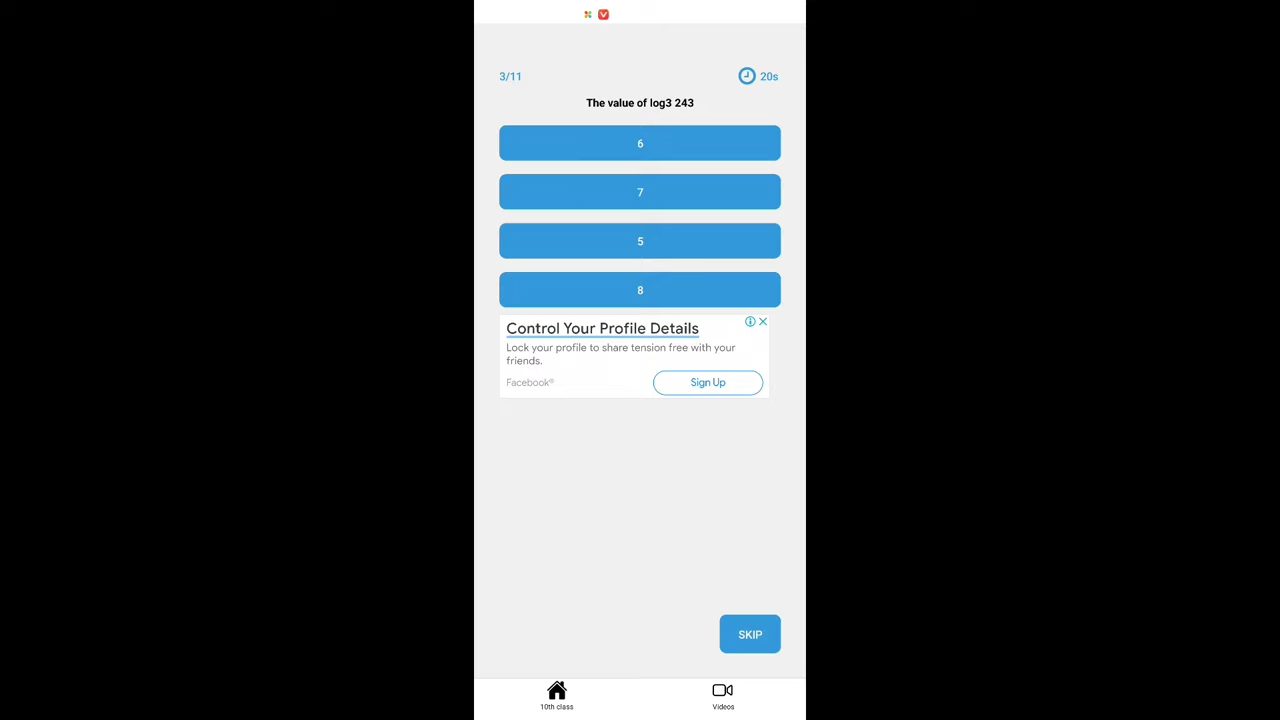 3/11
20s
The value of log3 243
6
7
5
8
Control Your Profile Details
Lock your profile to share tension free with your
friends.
Facebook®
Sign Up
SKIP
10th class
Videos